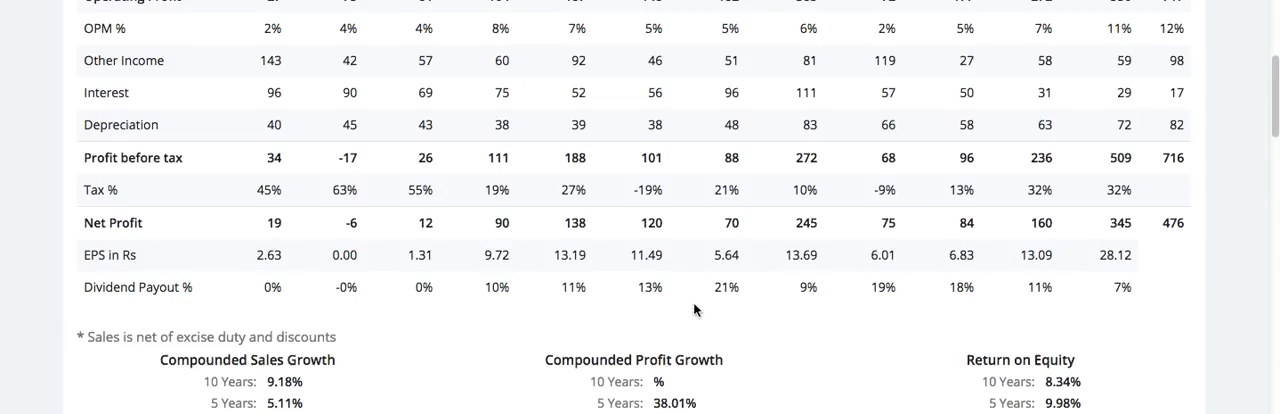 OPM % 2% 4% 4% 8% 7% 5% 5% 6% 2% 5% 7% 11% 12%
Other Income 143 42 57 60 92 46 51 81 119 27 58 59 98
Interest 96 90 69 75 52 56 96 111 57 50 31 29 17
Depreciation 40 45 43 38 39 38 48 83 66 58 63 72 82
Profit before tax 34 -17 26 111 188 101 88 272 68 96 236 509 716
Tax % 45% 63% 55% 19% 27% -19% 21% 10% -9% 13% 32% 32%
Net Profit 19 -6 12 90 138 120 70 245 75 84 160 345 476
EPS in Rs 2.63 0.00 1.31 9.72 13.19 11.49 5.64 13.69 6.01 6.83 13.09 28.12
Dividend Payout % 0% -0% 0% 10% 11% 13% 21% 9% 19% 18% 11% 7%
* Sales is net of excise duty and discounts
Compounded Sales Growth Compounded Profit Growth Return on Equity
10 Years: 9.18% 10 Years: % 10 Years: 8.34%
5 Years: 5.11% 5 Years: 38.01% 5 Years: 9.98%